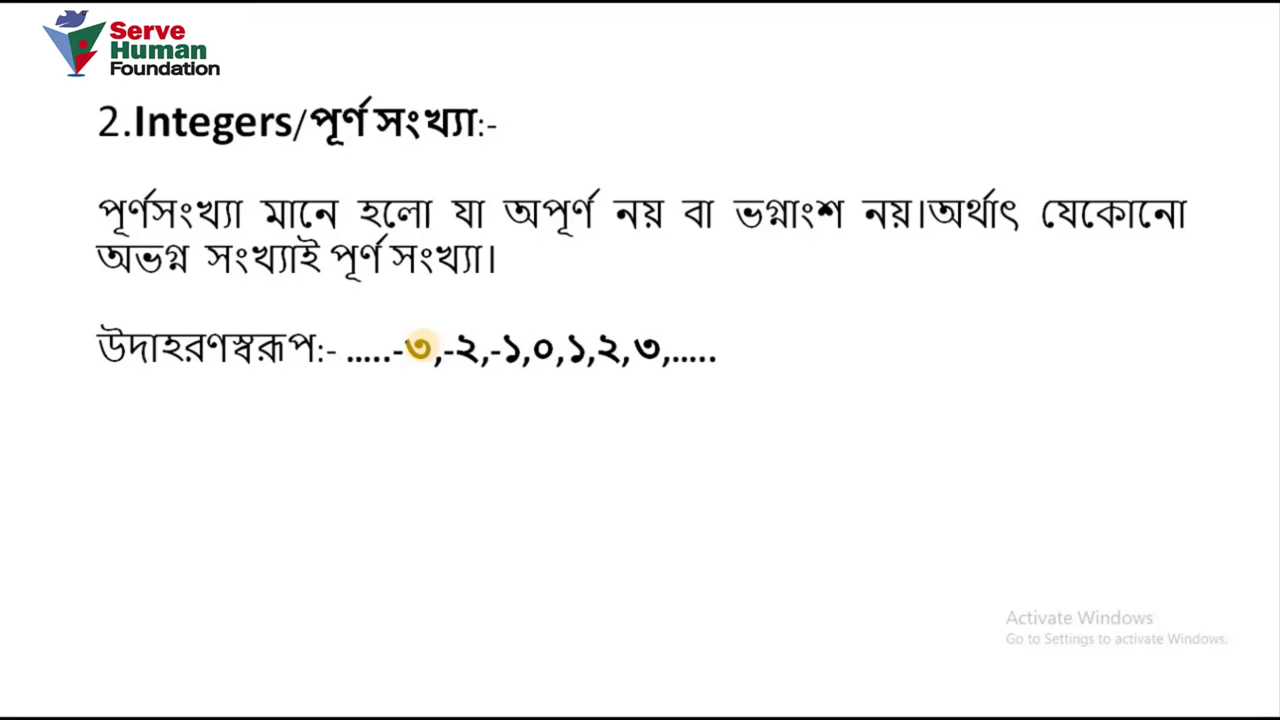 Serve
Human
Foundation
2.Integers/পূর্ণ সংখ্যা:-
পূর্ণসংখ্যা মানে হলো যা অপূর্ণ নয় বা ভগ্নাংশ নয়।অর্থাৎ যেকোনো
অভগ্ন সংখ্যাই পূর্ণ সংখ্যা।
উদাহরণস্বরূপ:- .....-৩,-২,-১,০,১,২,৩,.....
Activate Windows
Go to Settings to activate Windows.